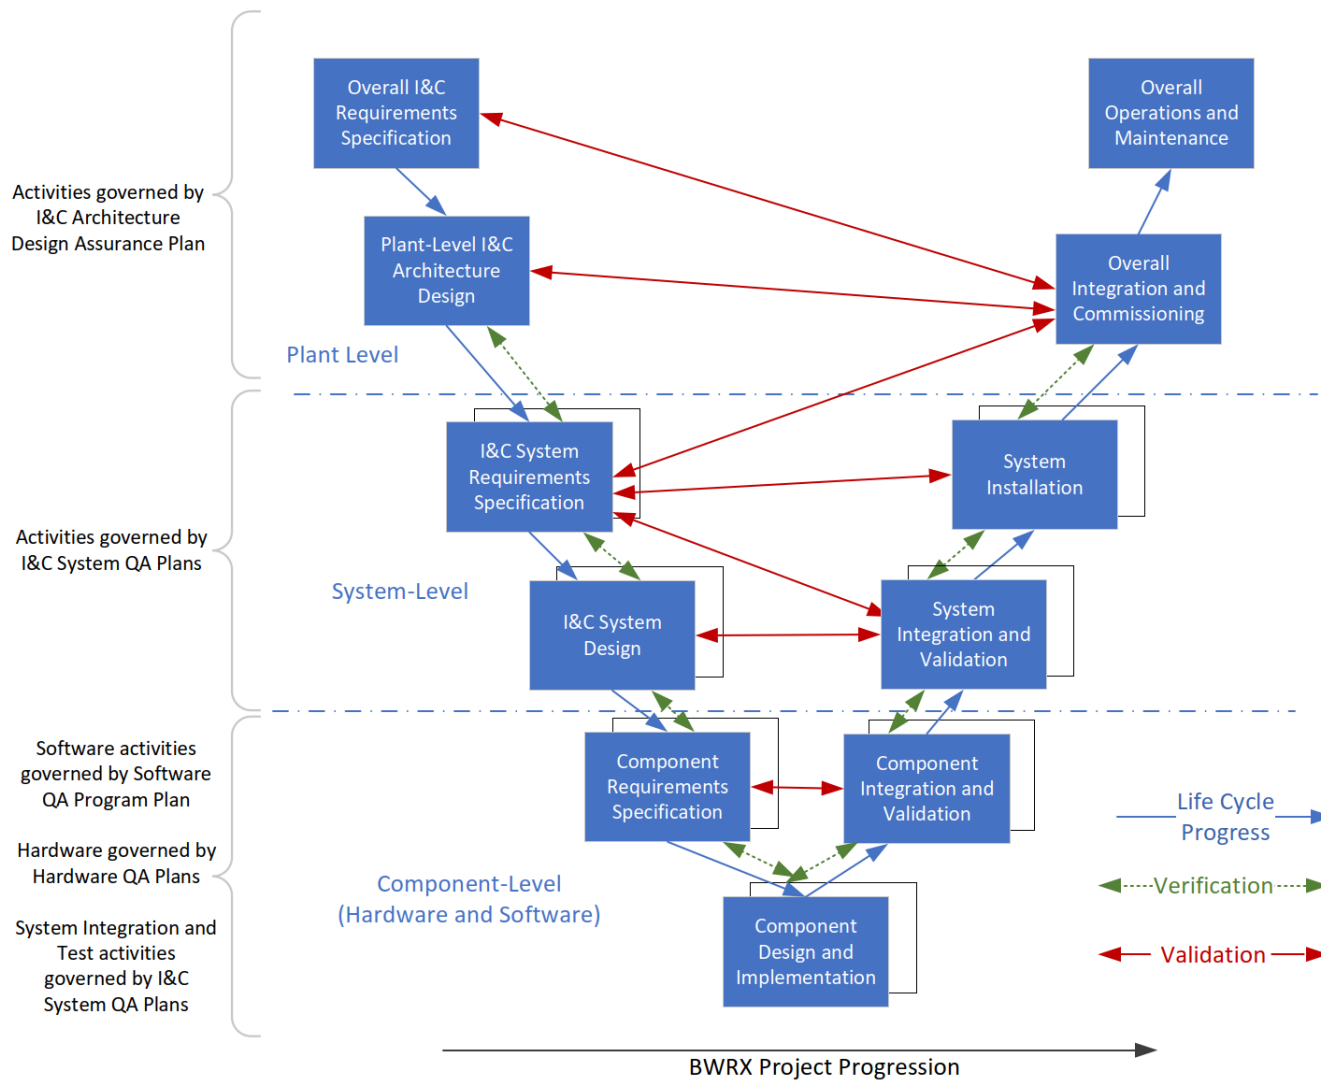 Overall I&C
Requirements
Specification
Overall
Operations and
Maintenance
Activities governed by
I&C Architecture
Design Assurance Plan
Plant-Level I&C
Architecture
Design
Overall
Integration and
Commissioning
Plant Level
I&C System
Requirements
Specification
System
Installation
Activities governed by
I&C System QA Plans
System-Level
I&C System
Design
System
Integration and
Validation
Software activities
governed by Software
QA Program Plan
Hardware governed by
Hardware QA Plans
System Integration and
Test activities
governed by I&C
System QA Plans
Component
Requirements
Specification
Component
Integration and
Validation
Component-Level
(Hardware and Software)
Component
Design and
Implementation
Life Cycle
Progress
Verification
Validation
BWRX Project Progression